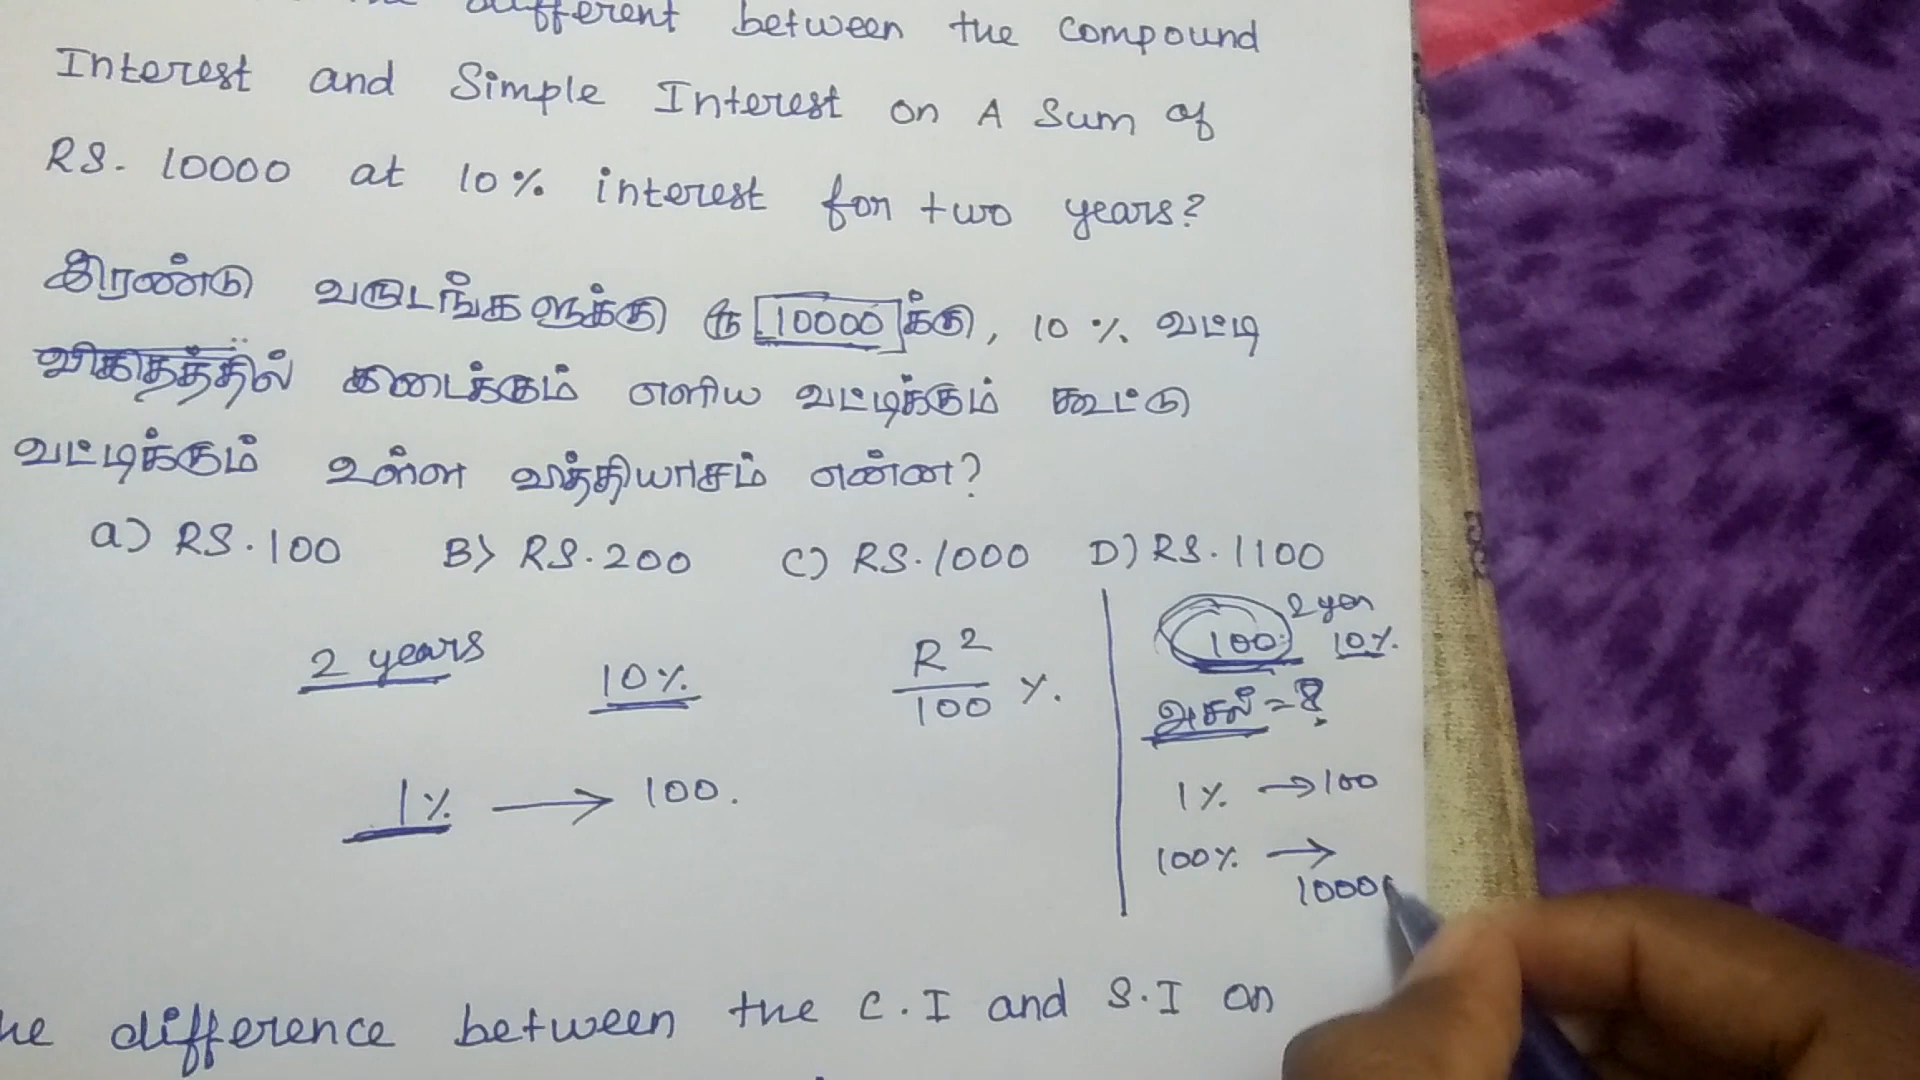 different between the compound
Interest and Simple Interest on A Sum of
RS. 10000 at 10% interest for two years?
இரண்டு வருடங்களுக்கு ரூ 10000க்கு, 10 % வட்டி
விகிதத்தில் கிடைக்கும் எளிய வட்டிக்கும் கூட்டு
வட்டிக்கும் உள்ள வித்தியாசம் என்ன?
a) RS.100 B) RS.200 C) RS.1000 D) RS.1100
2 years 10%
R²/100 %
1% → 100.
100 2 yer 10%
அசல் = ?
1% → 100
100% →
1000
difference between the C.I and S.I on